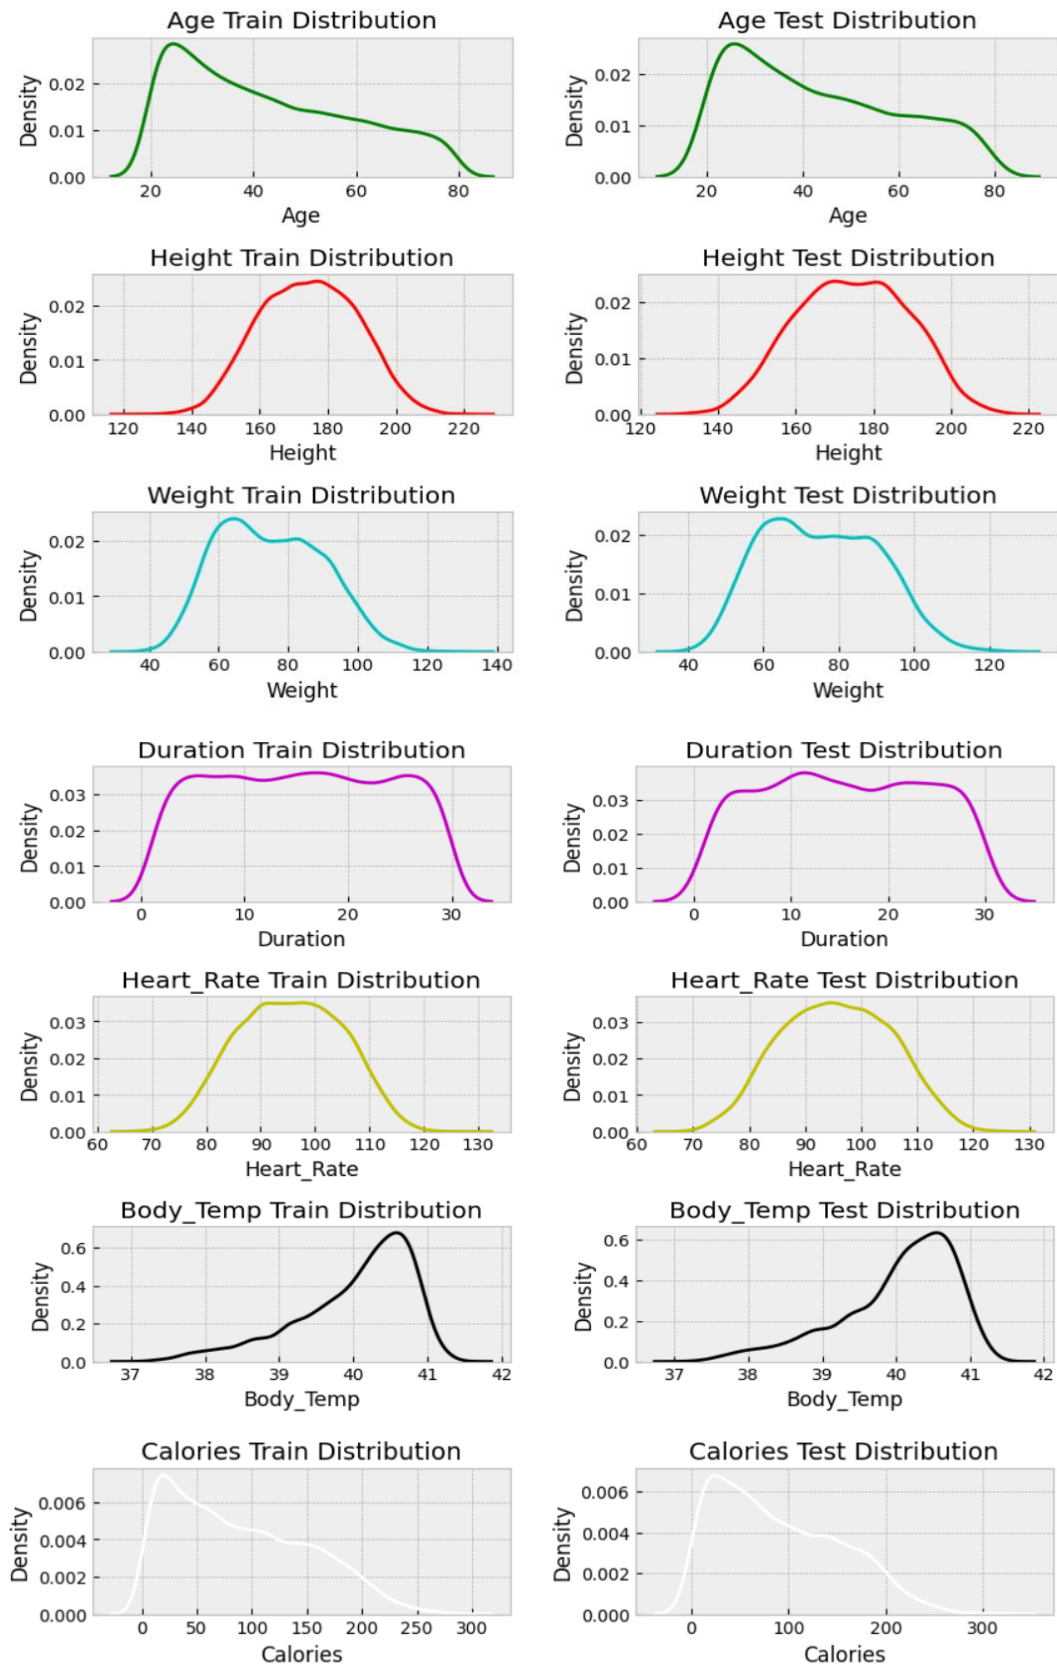 Age Train Distribution
Density
0.02
0.01
0.00
20 40 60 80
Age
Age Test Distribution
Density
0.02
0.01
0.00
20 40 60 80
Age
Height Train Distribution
Density
0.02
0.01
0.00
120 140 160 180 200 220
Height
Height Test Distribution
Density
0.02
0.01
0.00
120 140 160 180 200 220
Height
Weight Train Distribution
Density
0.02
0.01
0.00
40 60 80 100 120 140
Weight
Weight Test Distribution
Density
0.02
0.01
0.00
40 60 80 100 120
Weight
Duration Train Distribution
Density
0.03
0.02
0.01
0.00
0 10 20 30
Duration
Duration Test Distribution
Density
0.03
0.02
0.01
0.00
0 10 20 30
Duration
Heart_Rate Train Distribution
Density
0.03
0.02
0.01
0.00
60 70 80 90 100 110 120 130
Heart_Rate
Heart_Rate Test Distribution
Density
0.03
0.02
0.01
0.00
60 70 80 90 100 110 120 130
Heart_Rate
Body_Temp Train Distribution
Density
0.6
0.4
0.2
0.0
37 38 39 40 41 42
Body_Temp
Body_Temp Test Distribution
Density
0.6
0.4
0.2
0.0
37 38 39 40 41 42
Body_Temp
Calories Train Distribution
Density
0.006
0.004
0.002
0.000
0 50 100 150 200 250 300
Calories
Calories Test Distribution
Density
0.006
0.004
0.002
0.000
0 100 200 300
Calories